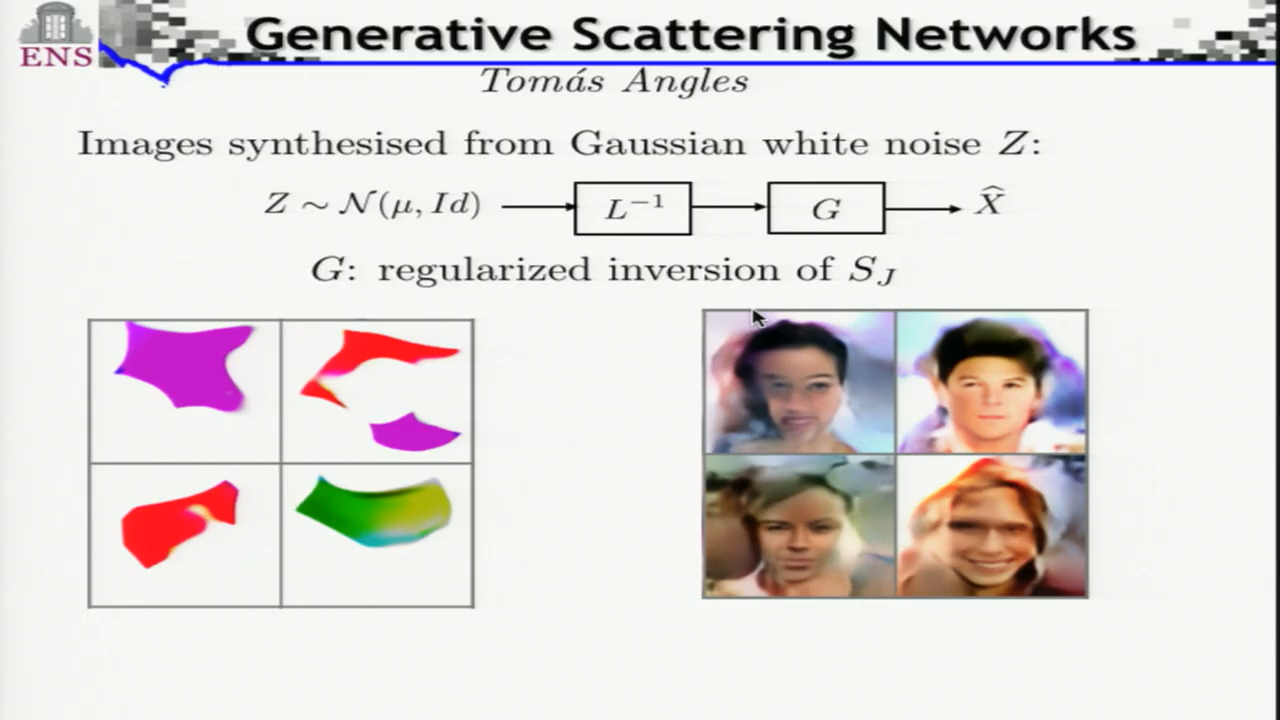 ENS
Generative Scattering Networks
Tomás Angles
Images synthesised from Gaussian white noise Z:
Z ∼ 𝒩(μ, Id) → L⁻¹ → G → X̂
G: regularized inversion of S_J